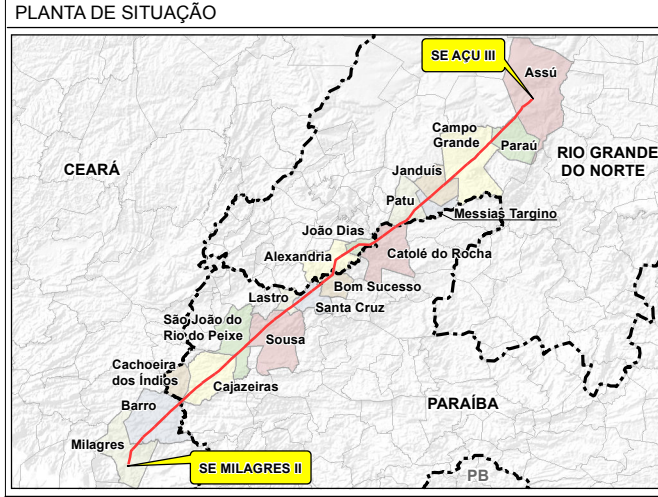 PLANTA DE SITUAÇÃO
SE AÇU III
Assú
Campo
Grande
Paraú
RIO GRANDE
DO NORTE
CEARÁ
Janduís
Patu
Messias Targino
João Dias
Alexandria
Catolé do Rocha
Bom Sucesso
Lastro
Santa Cruz
São João do
Rio do Peixe
Sousa
Cachoeira
dos Índios
Cajazeiras
Barro
PARAÍBA
Milagres
SE MILAGRES II
PB